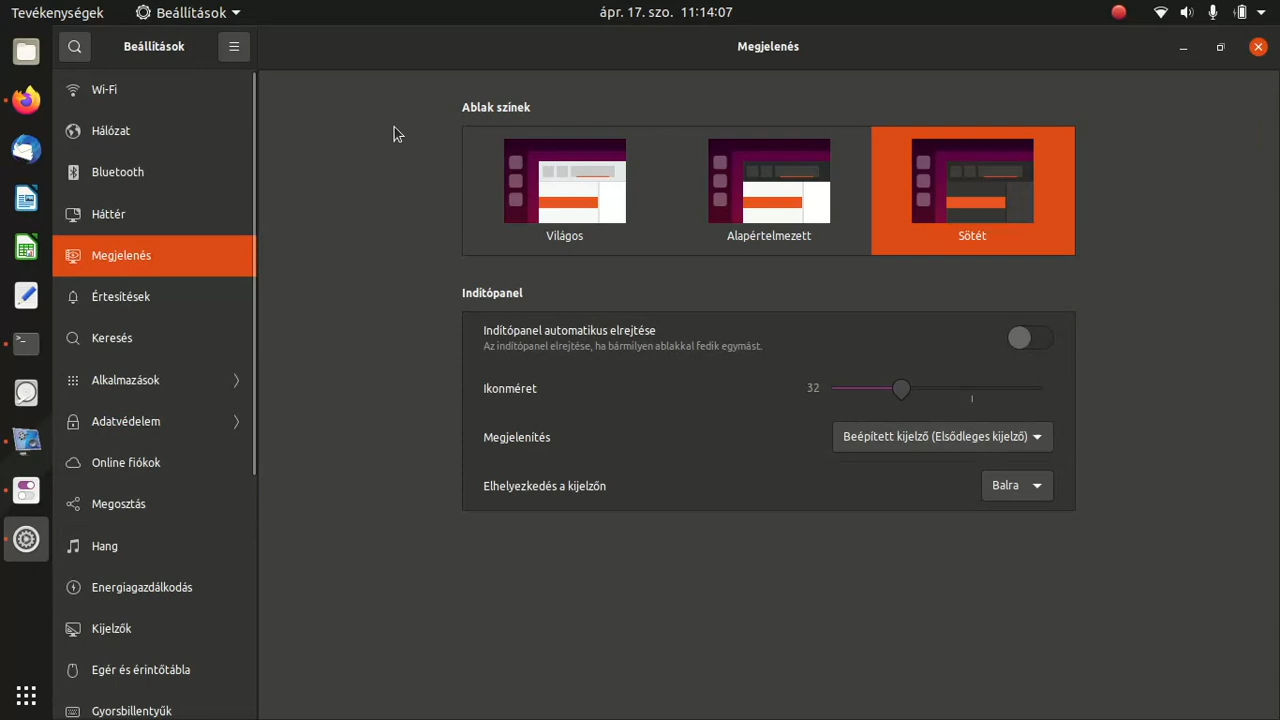 Tevékenységek
Beállítások
ápr. 17. szo. 11:14:07
Beállítások
Megjelenés
Wi-Fi
Hálózat
Bluetooth
Háttér
Megjelenés
Értesítések
Keresés
Alkalmazások
Adatvédelem
Online fiókok
Megosztás
Hang
Energiagazdálkodás
Kijelzők
Egér és érintőtábla
Gyorsbillentyűk
Ablak színek
Világos
Alapértelmezett
Sötét
Indítópanel
Indítópanel automatikus elrejtése
Az indítópanel elrejtése, ha bármilyen ablakkal fedik egymást.
Ikonméret
32
Megjelenítés
Beépített kijelző (Elsődleges kijelző)
Elhelyezkedés a kijelzőn
Balra